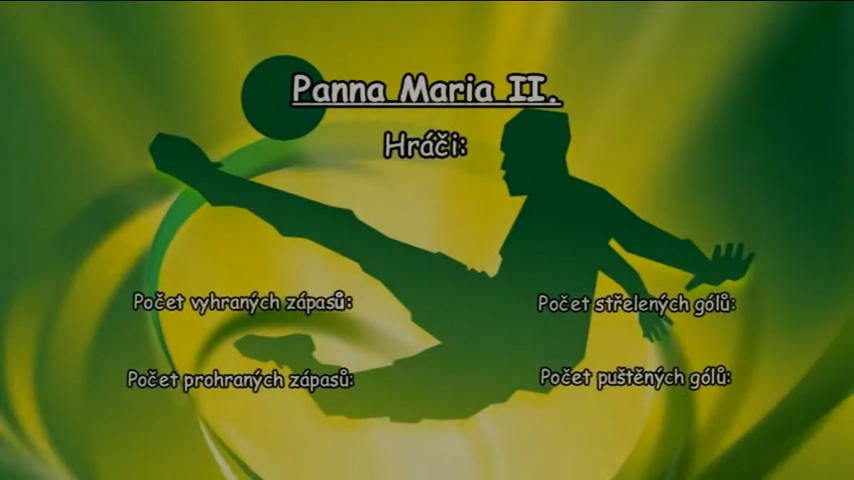 Panna Maria II.
Hráči:
Počet vyhraných zápasů:
Počet střelených gólů:
Počet prohraných zápasů:
Počet puštěných gólů: